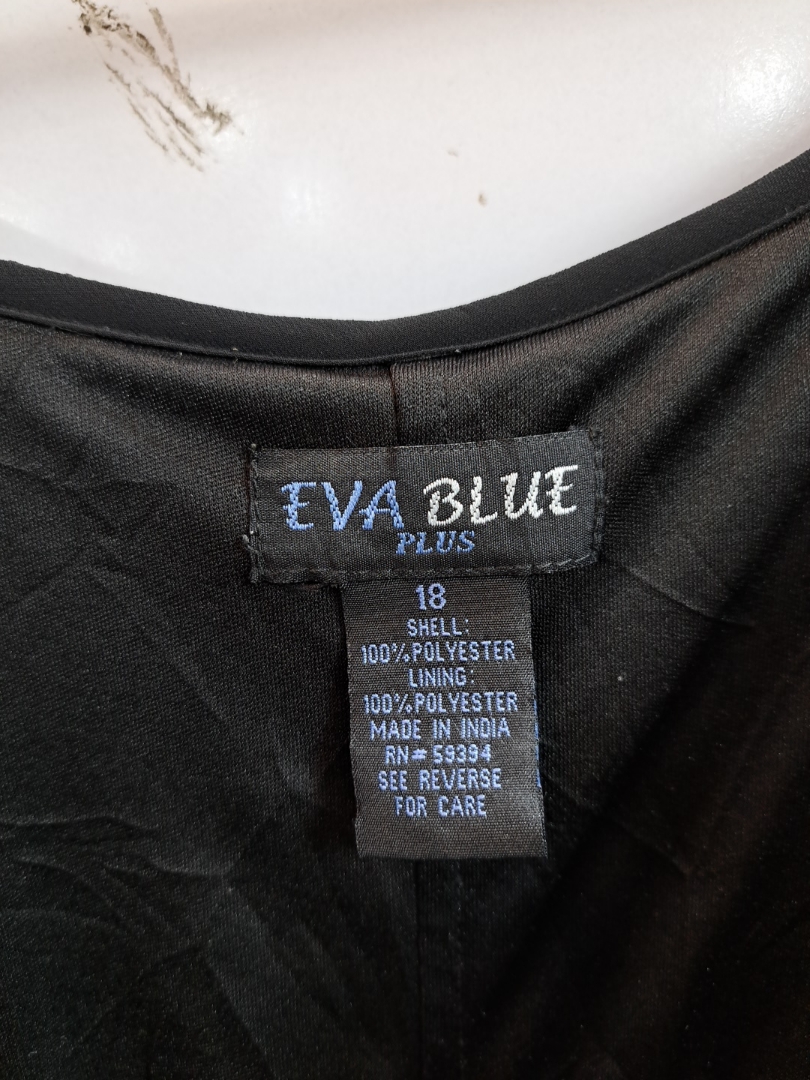 EVA BLUE
PLUS
18
SHELL:
100%POLYESTER
LINING:
100%POLYESTER
MADE IN INDIA
RN# 59394
SEE REVERSE
FOR CARE